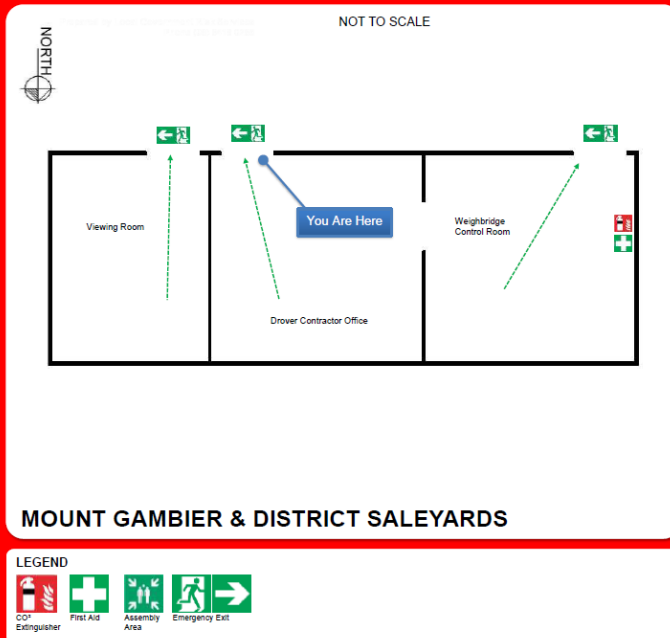 NOT TO SCALE
NORTH
Viewing Room
You Are Here
Weighbridge
Control Room
Drover Contractor Office
MOUNT GAMBIER & DISTRICT SALEYARDS
LEGEND
CO³
Extinguisher
First Aid
Assembly
Area
Emergency Exit